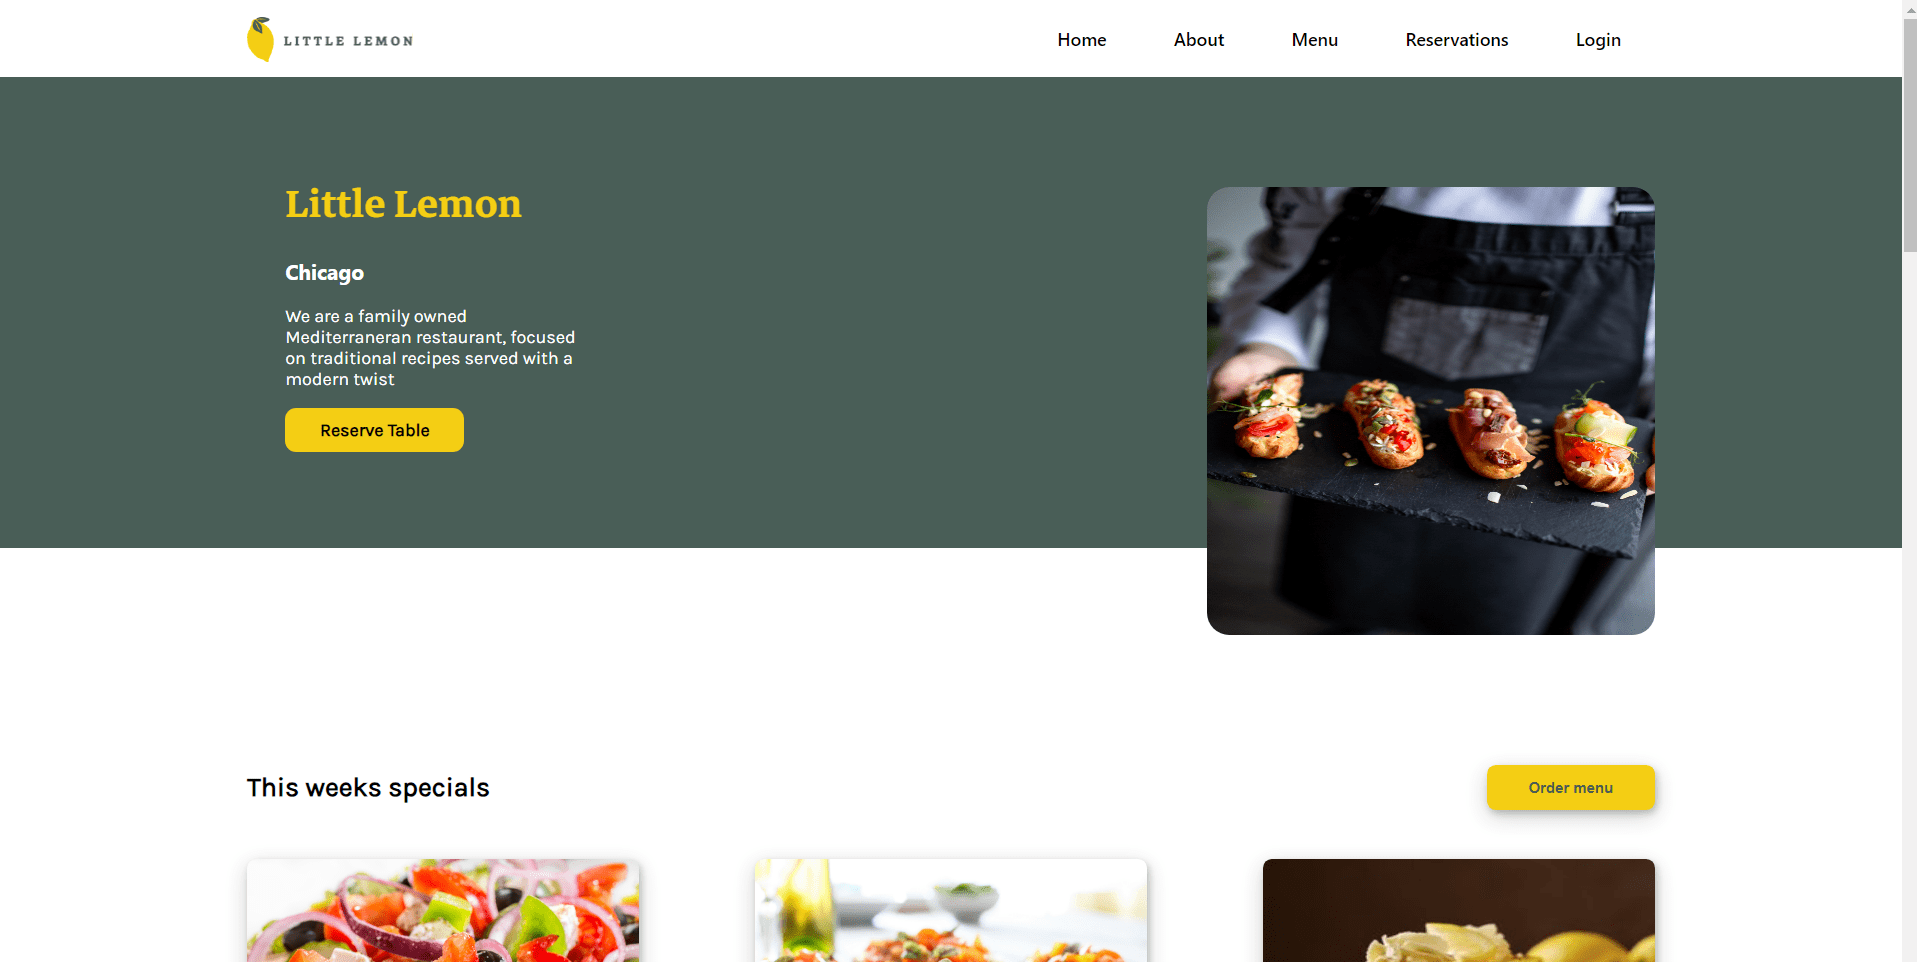 LITTLE LEMON
Home
About
Menu
Reservations
Login
Little Lemon
Chicago
We are a family owned
Mediterraneran restaurant, focused
on traditional recipes served with a
modern twist
Reserve Table
This weeks specials
Order menu